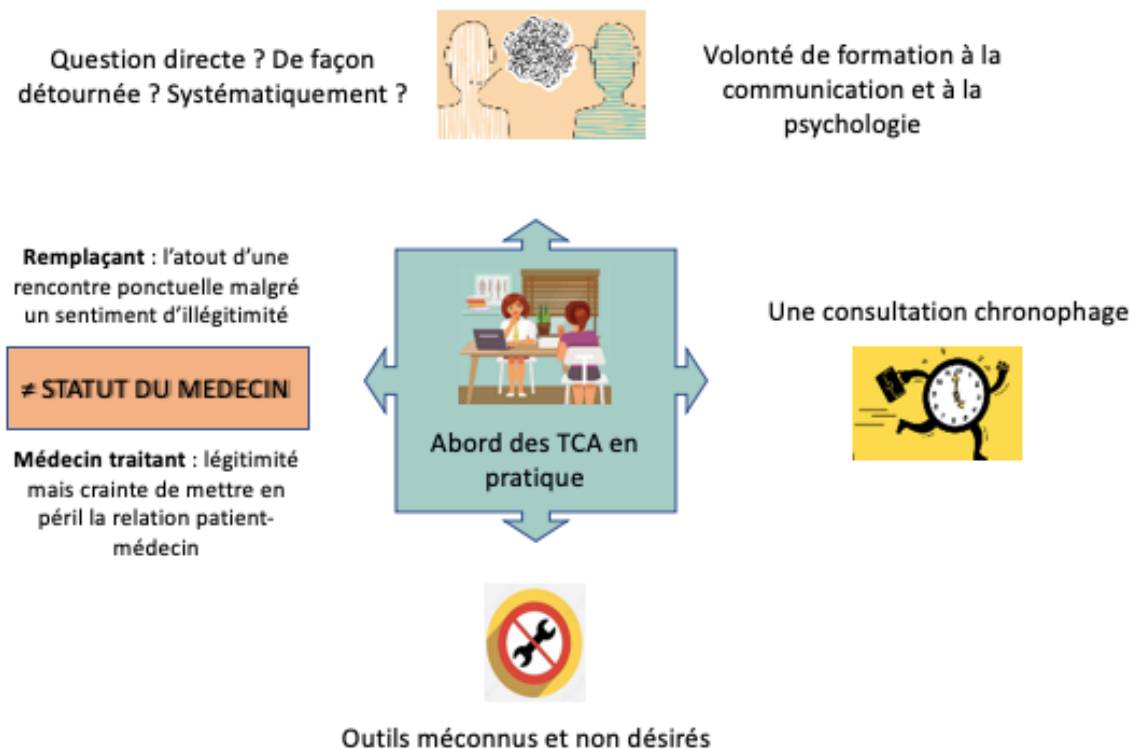 Question directe ? De façon
détournée ? Systématiquement ?
Volonté de formation à la
communication et à la
psychologie
Remplaçant : l'atout d'une
rencontre ponctuelle malgré
un sentiment d'illégitimité
≠ STATUT DU MEDECIN
Médecin traitant : légitimité
mais crainte de mettre en
péril la relation patient-
médecin
Abord des TCA en
pratique
Une consultation chronophage
Outils méconnus et non désirés